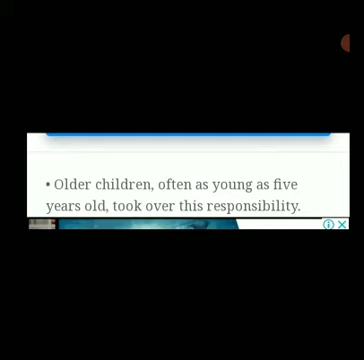 • Older children, often as young as five
years old, took over this responsibility.